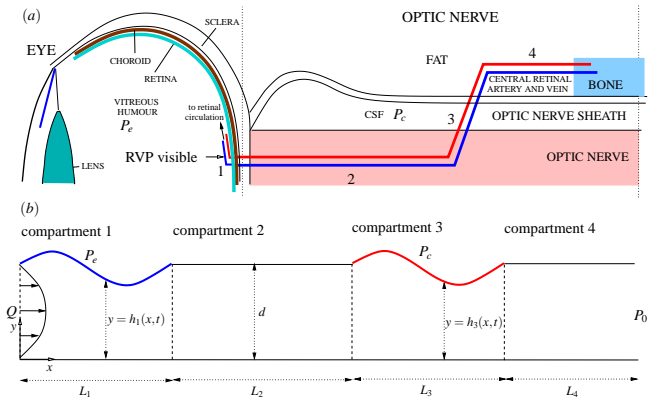 (a)
OPTIC NERVE
SCLERA
EYE
CHOROID
RETINA
FAT
4
CENTRAL RETINAL
ARTERY AND VEIN
BONE
VITREOUS
HUMOUR
P_e
to retinal
circulation
CSF P_c
3
OPTIC NERVE SHEATH
RVP visible
1
LENS
2
OPTIC NERVE
(b)
compartment 1
compartment 2
compartment 3
compartment 4
P_e
P_c
Q
y
y = h_1(x,t)
d
y = h_3(x,t)
P_0
x
L_1
L_2
L_3
L_4